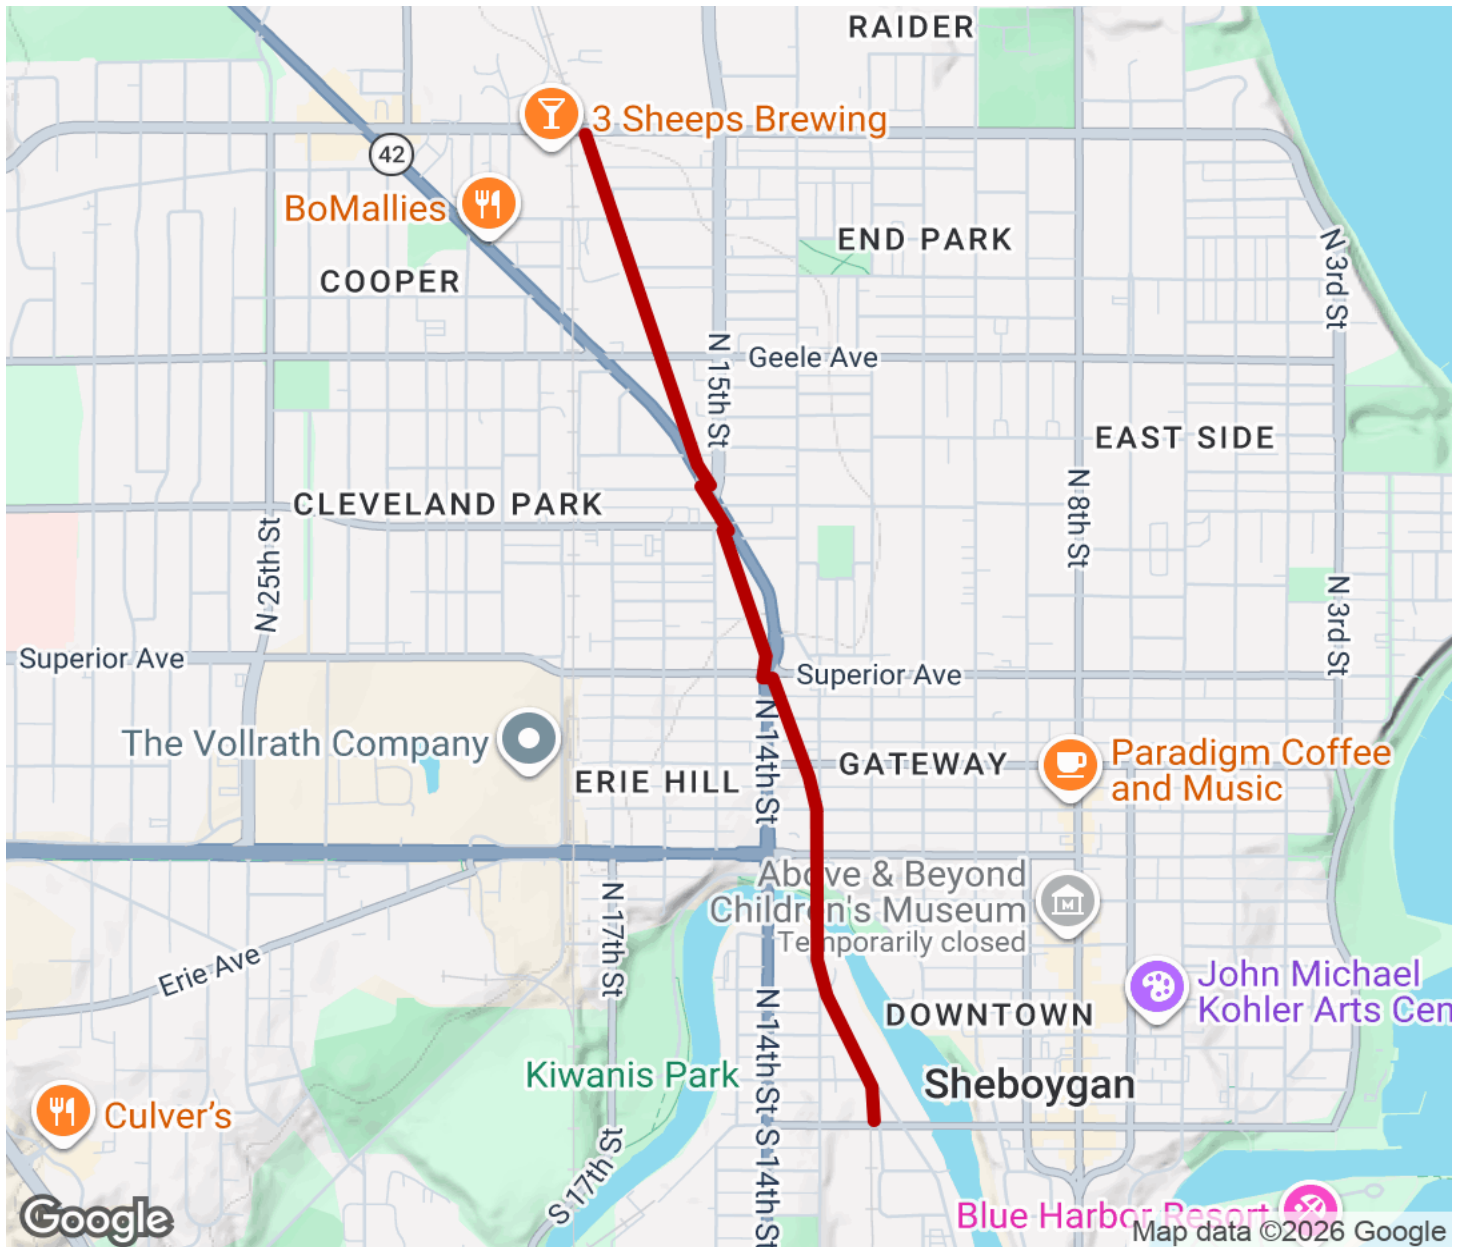 RAIDER
3 Sheeps Brewing
42
BoMallies
END PARK
N 3rd St
COOPER
N 15th St
Geele Ave
EAST SIDE
N 8th St
CLEVELAND PARK
N 25th St
N 3rd St
Superior Ave
Superior Ave
N 14th St
The Vollrath Company
GATEWAY
Paradigm Coffee
and Music
ERIE HILL
Above & Beyond
Children's Museum
Temporarily closed
N 17th St
Erie Ave
John Michael
Kohler Arts Cen
DOWNTOWN
N 14th St
Kiwanis Park
Sheboygan
Culver's
S 14th St
S 17th St
Blue Harbor Resort
Google
Map data ©2026 Google